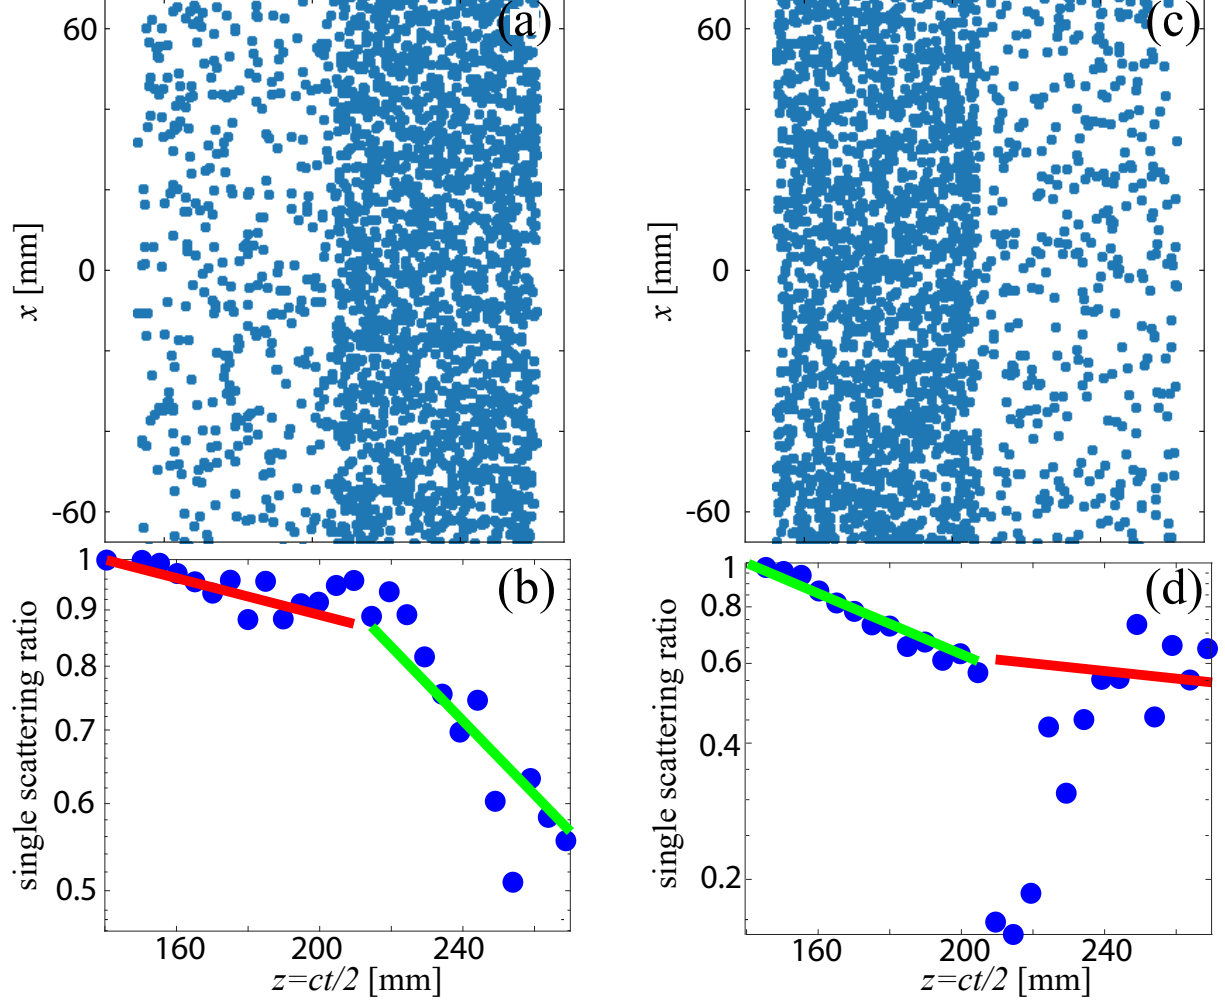 (a)
60
0
-60
x [mm]
(c)
60
0
-60
x [mm]
(b)
1
0.9
0.8
0.7
0.6
0.5
single scattering ratio
160
200
240
z=ct/2 [mm]
(d)
1
0.8
0.6
0.4
0.2
single scattering ratio
160
200
240
z=ct/2 [mm]